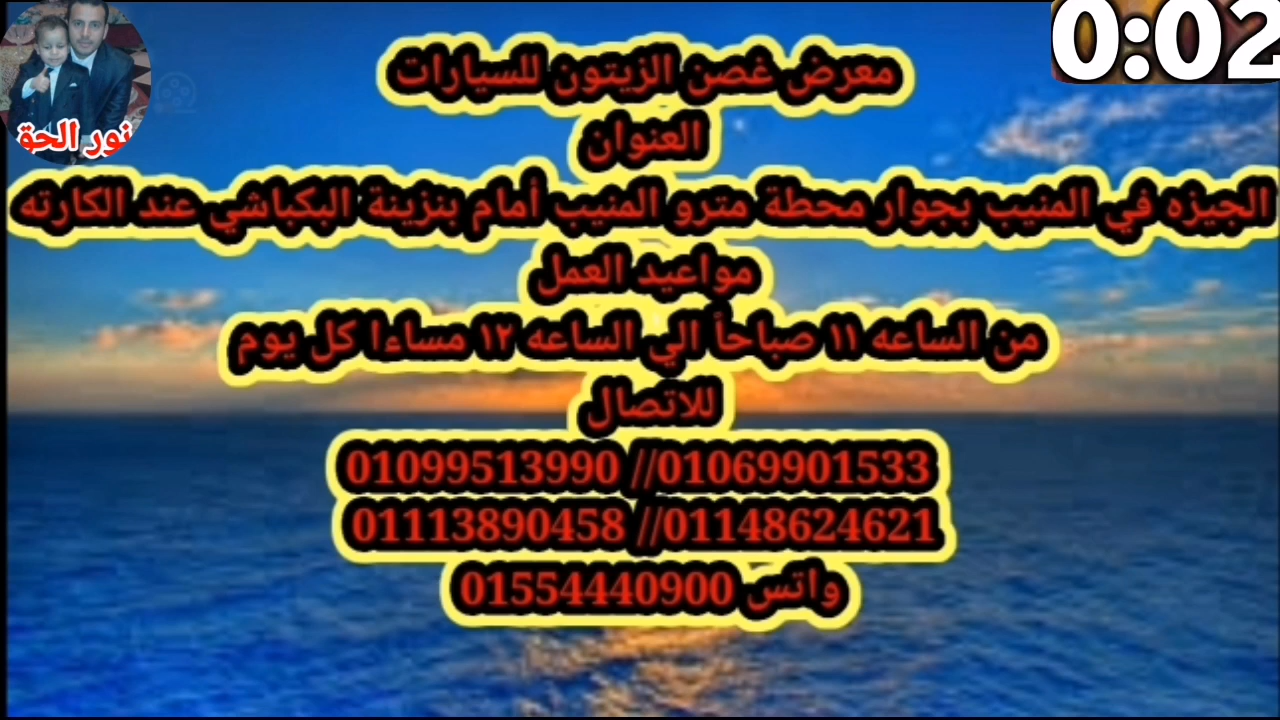 نور الحق
0:02
معرض غصن الزيتون للسيارات
العنوان
الجيزه في المنيب بجوار محطة مترو المنيب أمام بنزينة البكباشي عند الكارته
مواعيد العمل
من الساعه ١١ صباحاً الي الساعه ١٢ مساءا كل يوم
للاتصال
01099513990 //01069901533
01113890458 //01148624621
واتس 01554440900